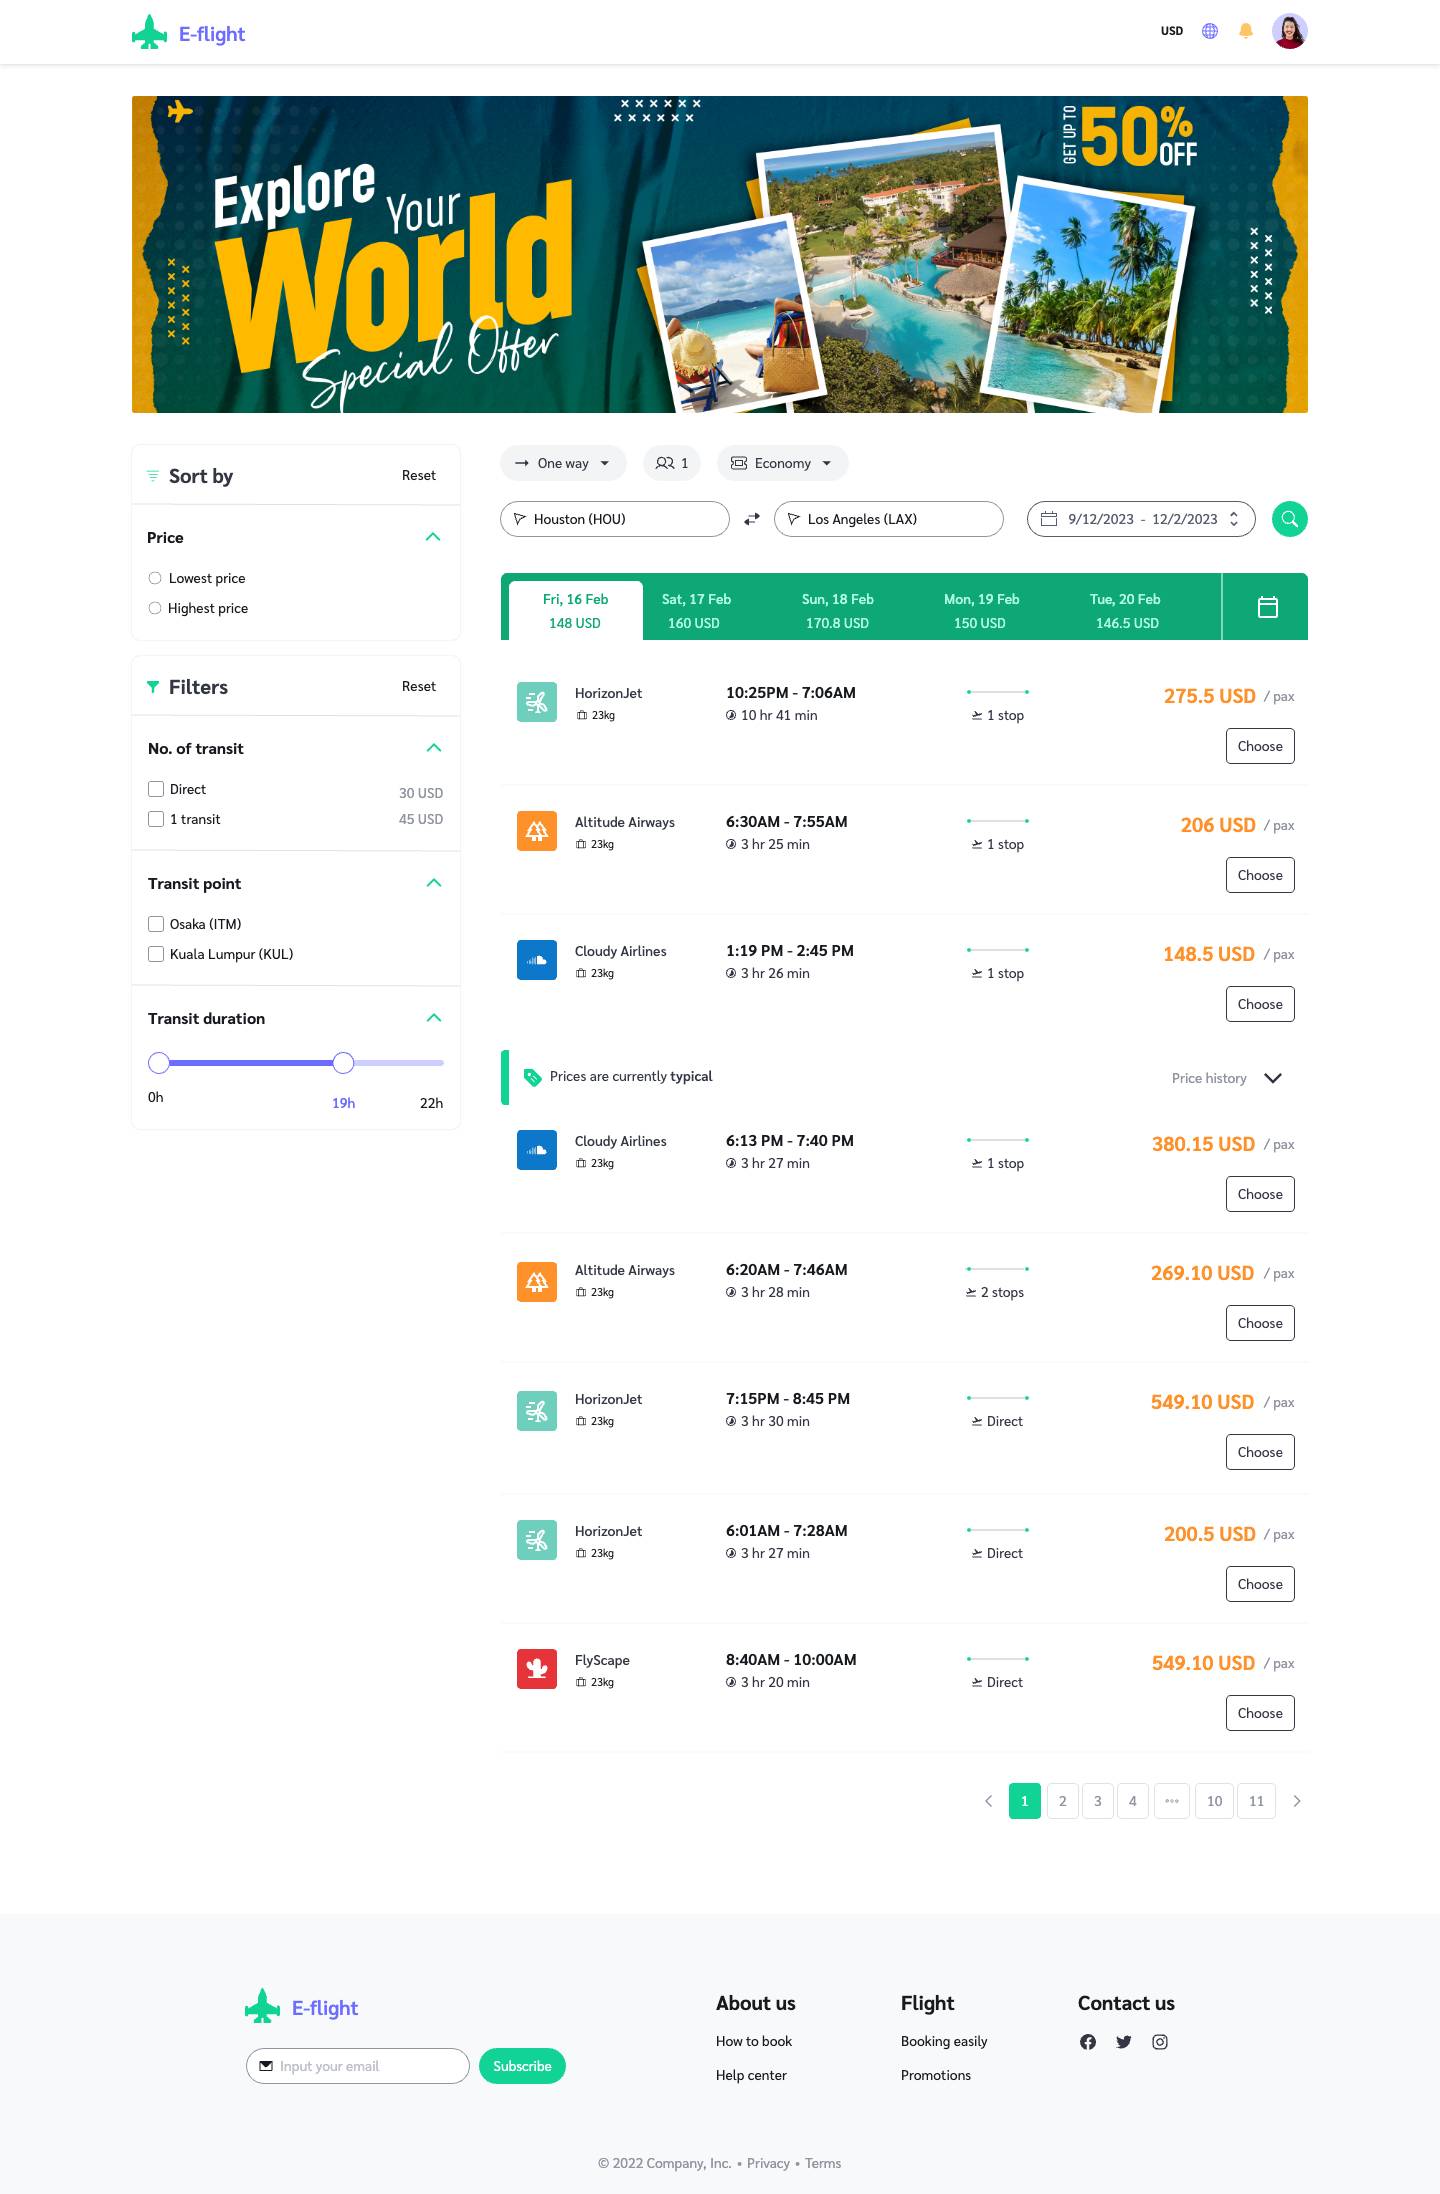 E-flight
USD
GET UP TO
50%
OFF
Explore
Your
World
Special Offer
Sort by
Reset
Price
Lowest price
Highest price
Filters
Reset
No. of transit
Direct
30 USD
1 transit
45 USD
Transit point
Osaka (ITM)
Kuala Lumpur (KUL)
Transit duration
0h
19h
22h
One way
1
Economy
Houston (HOU)
Los Angeles (LAX)
9/12/2023 - 12/2/2023
Fri, 16 Feb
148 USD
Sat, 17 Feb
160 USD
Sun, 18 Feb
170.8 USD
Mon, 19 Feb
150 USD
Tue, 20 Feb
146.5 USD
HorizonJet
23kg
10:25PM - 7:06AM
10 hr 41 min
1 stop
275.5 USD / pax
Choose
Altitude Airways
23kg
6:30AM - 7:55AM
3 hr 25 min
1 stop
206 USD / pax
Choose
Cloudy Airlines
23kg
1:19 PM - 2:45 PM
3 hr 26 min
1 stop
148.5 USD / pax
Choose
Prices are currently typical
Price history
Cloudy Airlines
23kg
6:13 PM - 7:40 PM
3 hr 27 min
1 stop
380.15 USD / pax
Choose
Altitude Airways
23kg
6:20AM - 7:46AM
3 hr 28 min
2 stops
269.10 USD / pax
Choose
HorizonJet
23kg
7:15PM - 8:45 PM
3 hr 30 min
Direct
549.10 USD / pax
Choose
HorizonJet
23kg
6:01AM - 7:28AM
3 hr 27 min
Direct
200.5 USD / pax
Choose
FlyScape
23kg
8:40AM - 10:00AM
3 hr 20 min
Direct
549.10 USD / pax
Choose
1 2 3 4 ••• 10 11
E-flight
Input your email
Subscribe
About us
How to book
Help center
Flight
Booking easily
Promotions
Contact us
© 2022 Company, Inc. • Privacy • Terms